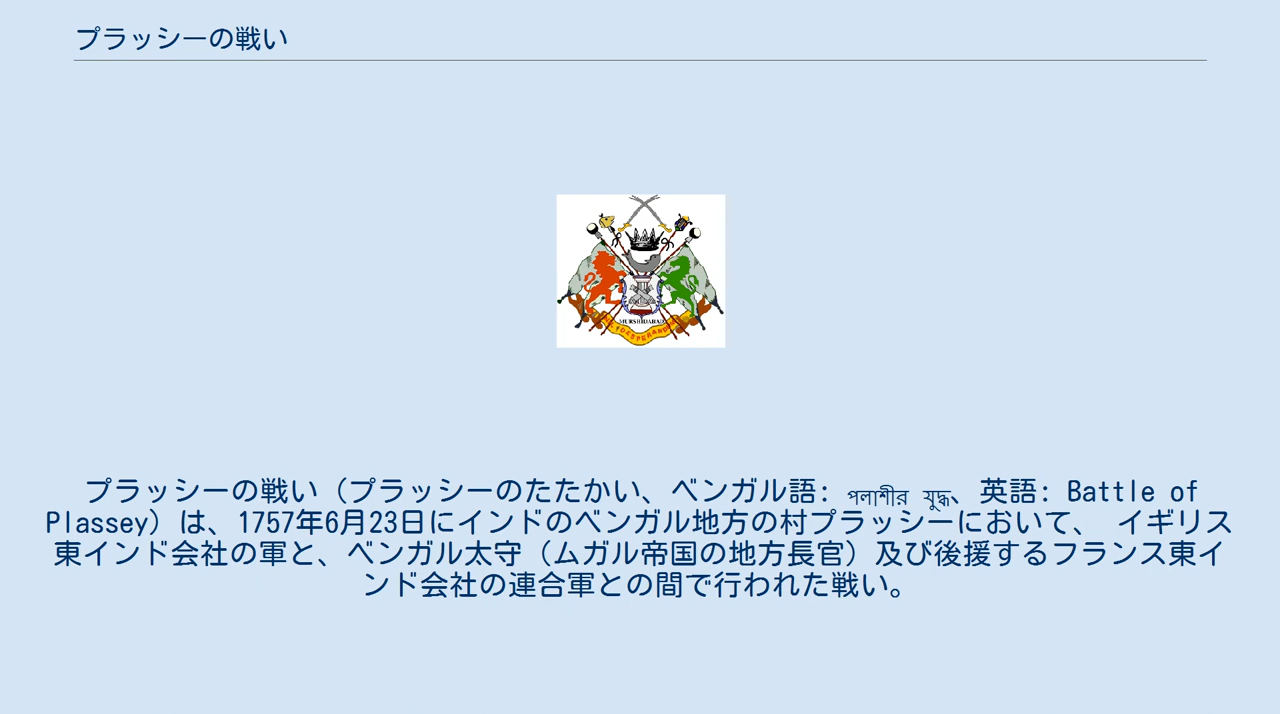 プラッシーの戦い
MURSHIDABAD
プラッシーの戦い（プラッシーのたたかい、ベンガル語: পলাশীর যুদ্ধ、英語: Battle of
Plassey）は、1757年6月23日にインドのベンガル地方の村プラッシーにおいて、 イギリス
東インド会社の軍と、ベンガル太守（ムガル帝国の地方長官）及び後援するフランス東イ
ンド会社の連合軍との間で行われた戦い。